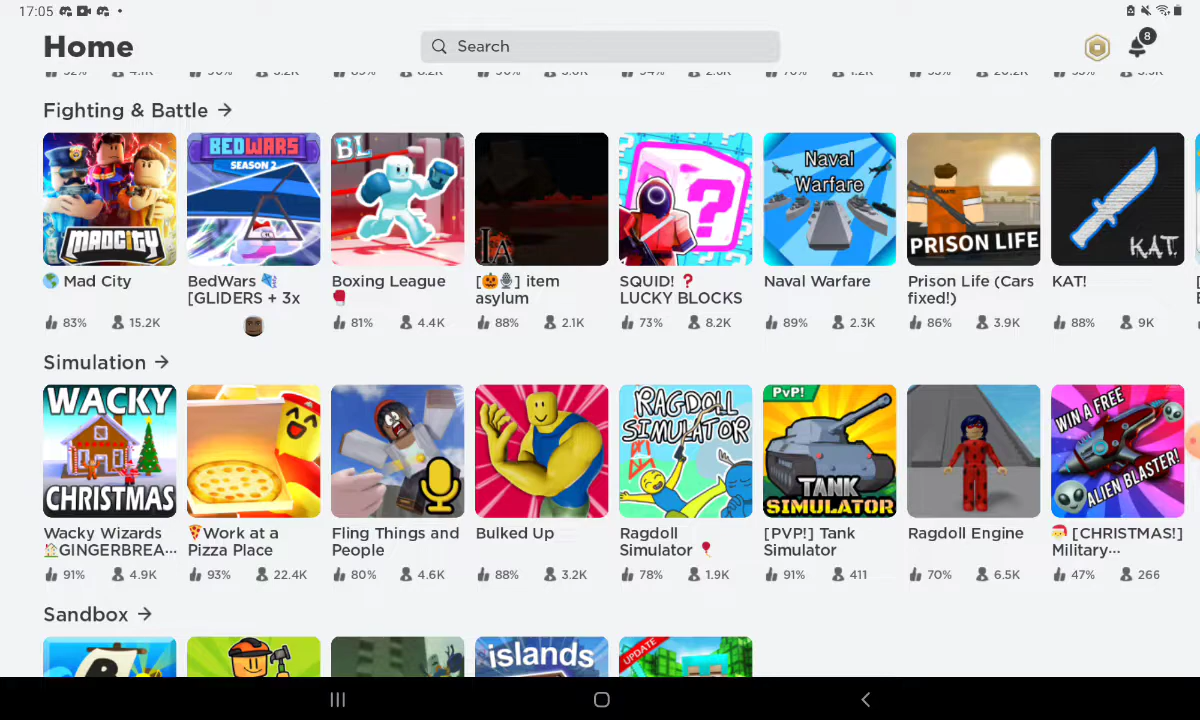 17:05
Home
Search
8
Fighting & Battle →
BL
BEDWARS
SEASON 2
MADCITY
IA
Naval
Warfare
PRISON LIFE
KAT.
🌎 Mad City
BedWars 🪁
[GLIDERS + 3x
Boxing League
🥊
[🎃🎙️] item
asylum
SQUID! ❓
LUCKY BLOCKS
Naval Warfare
Prison Life (Cars
fixed!)
KAT!
83%
15.2K
81%
4.4K
88%
2.1K
73%
8.2K
89%
2.3K
86%
3.9K
88%
9K
Simulation →
WACKY
CHRISTMAS
RAGDOLL
SIMULATOR
PvP!
TANK
SIMULATOR
WIN A FREE
ALIEN BLASTER!
Wacky Wizards
🏠GINGERBREA...
🍕Work at a
Pizza Place
Fling Things and
People
Bulked Up
Ragdoll
Simulator 🎈
[PVP!] Tank
Simulator
Ragdoll Engine
🎅 [CHRISTMAS!]
Military...
91%
4.9K
93%
22.4K
80%
4.6K
88%
3.2K
78%
1.9K
91%
411
70%
6.5K
47%
266
Sandbox →
islands
UPDATE